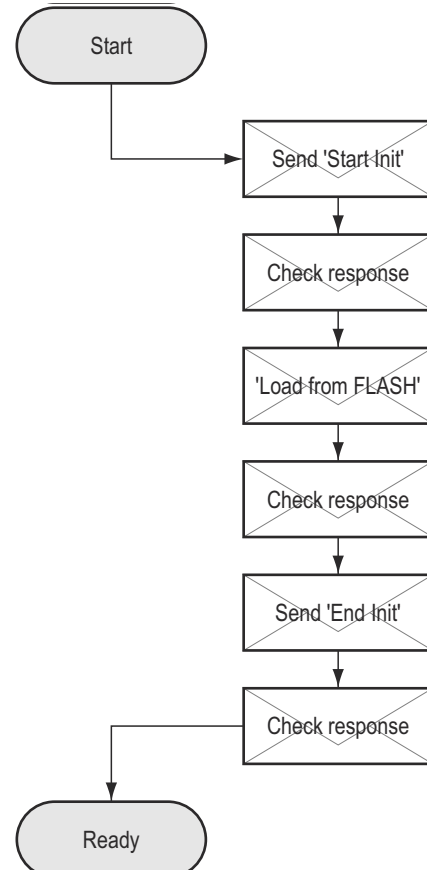 Start
Send 'Start Init'
Check response
'Load from FLASH'
Check response
Send 'End Init'
Check response
Ready